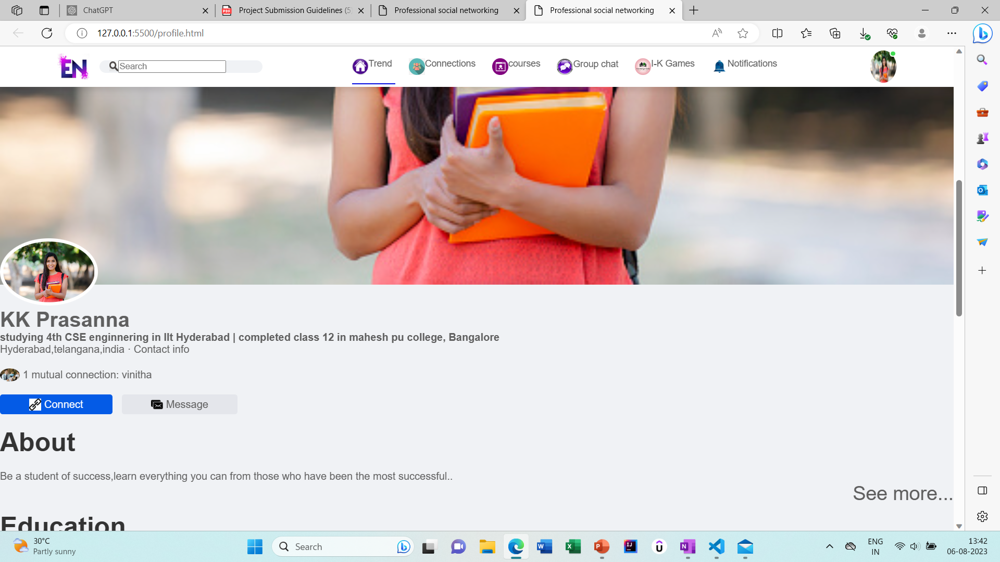 ChatGPT
Project Submission Guidelines (5
Professional social networking
Professional social networking
127.0.0.1:5500/profile.html
EN
Search
Trend
Connections
courses
Group chat
I-K Games
Notifications
KK Prasanna
studying 4th CSE enginnering in IIt Hyderabad | completed class 12 in mahesh pu college, Bangalore
Hyderabad,telangana,india · Contact info
1 mutual connection: vinitha
Connect
Message
About
Be a student of success,learn everything you can from those who have been the most successful..
See more...
Education
30°C
Partly sunny
Search
ENG
IN
13:42
06-08-2023